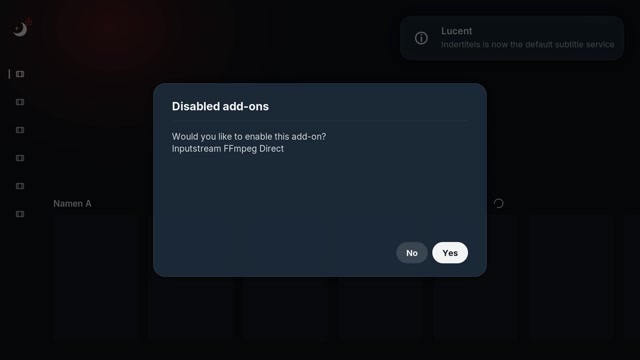 Lucent
Indertitels is now the default subtitle service
Disabled add-ons
Would you like to enable this add-on?
Inputstream FFmpeg Direct
Namen A
No
Yes